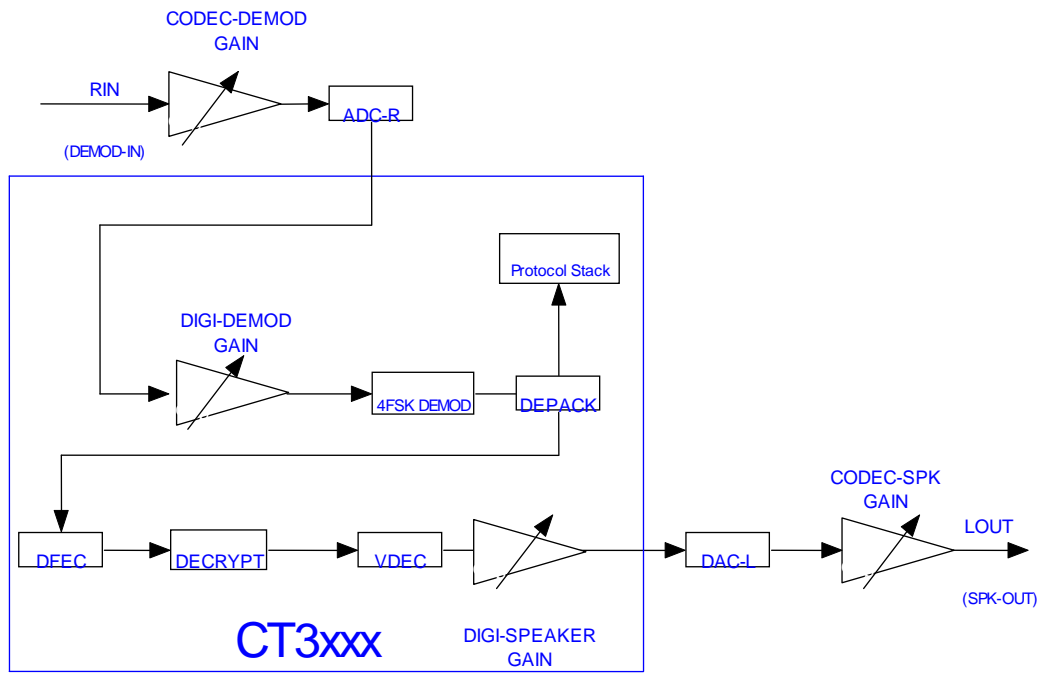 CODEC-DEMOD
GAIN
RIN
ADC-R
(DEMOD-IN)
Protocol Stack
DIGI-DEMOD
GAIN
4FSK DEMOD
DEPACK
CODEC-SPK
GAIN
LOUT
DFEC
DECRYPT
VDEC
DAC-L
(SPK-OUT)
CT3xxx
DIGI-SPEAKER
GAIN